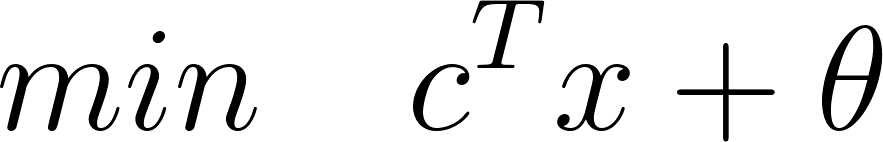 min c^T x + θ